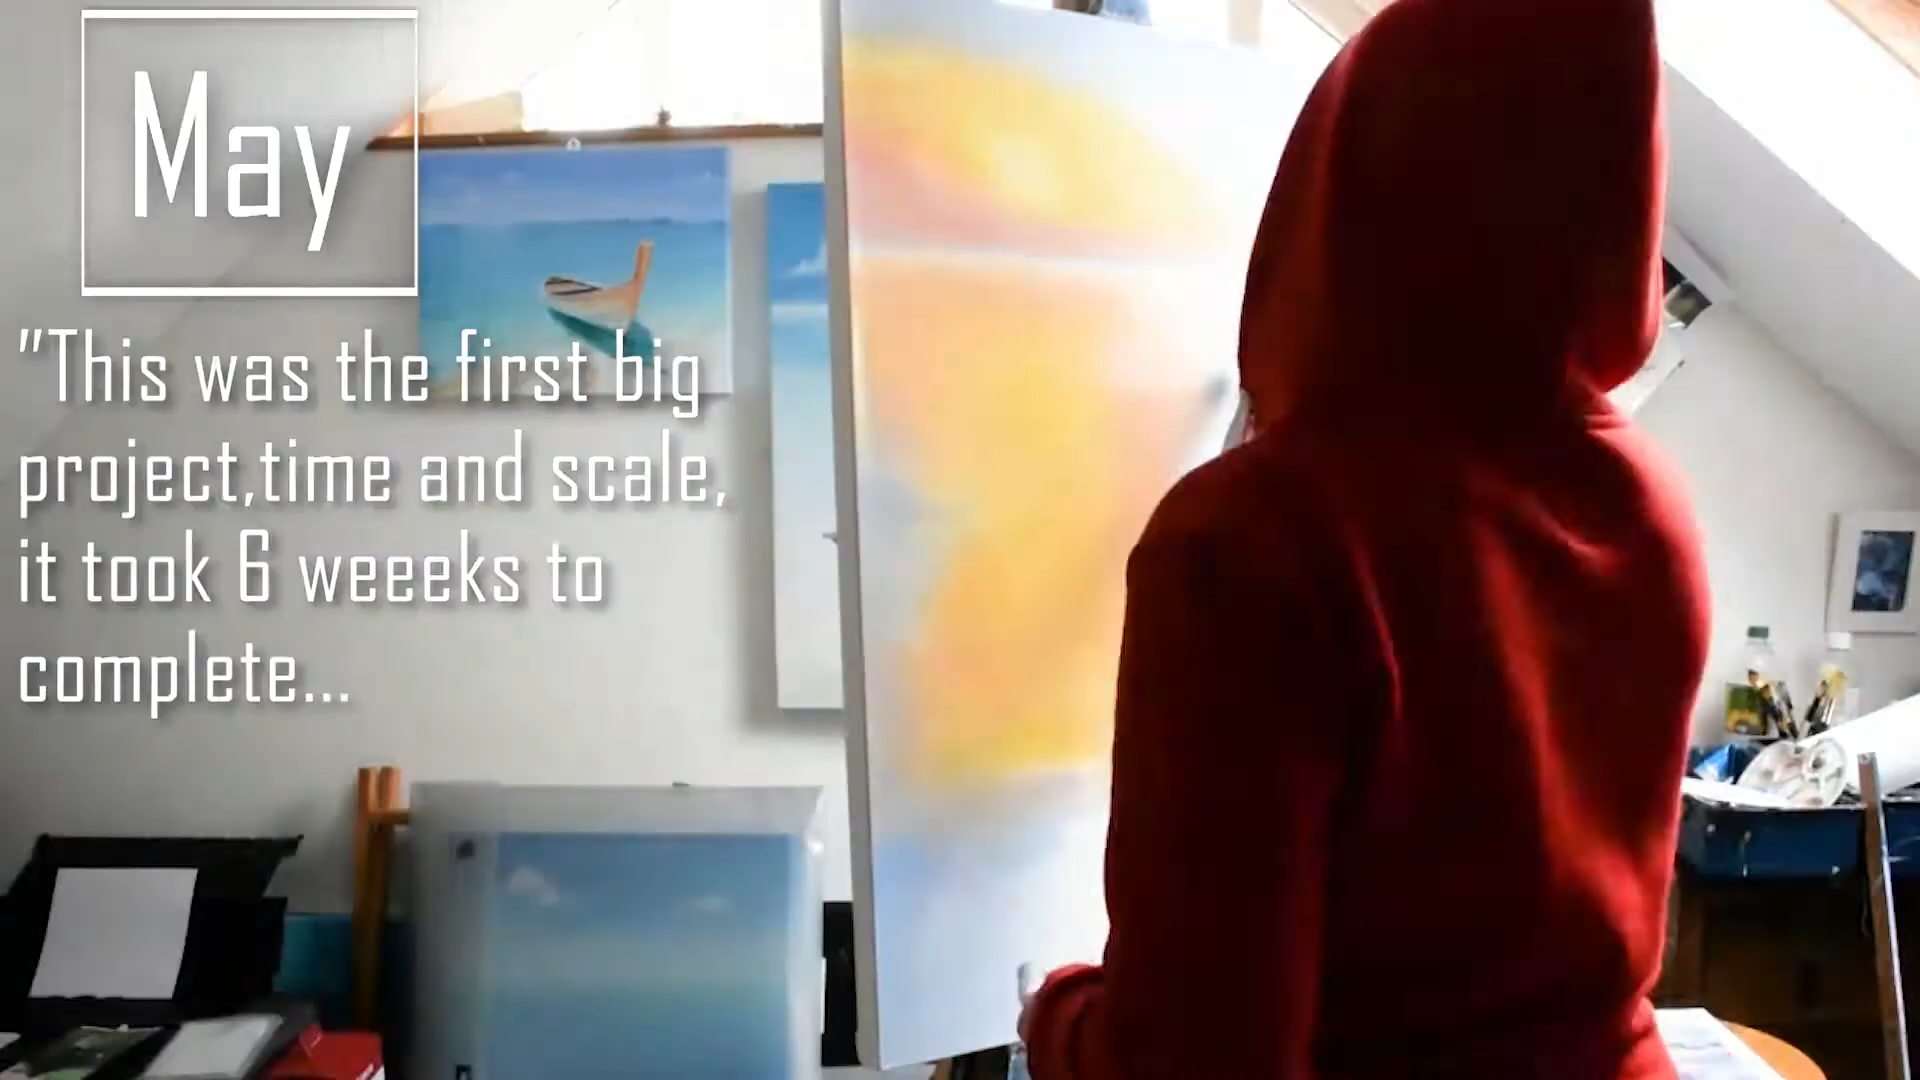 May
"This was the first big
project,time and scale,
it took 6 weeeks to
complete...